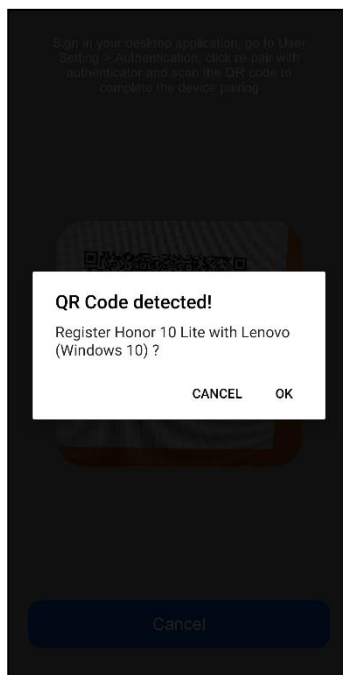 Sign in your desktop application, go to User
Setting > Authentication, click re-pair with
authenticator and scan the QR code to
complete the device pairing
QR Code detected!
Register Honor 10 Lite with Lenovo
(Windows 10) ?
CANCEL OK
Cancel